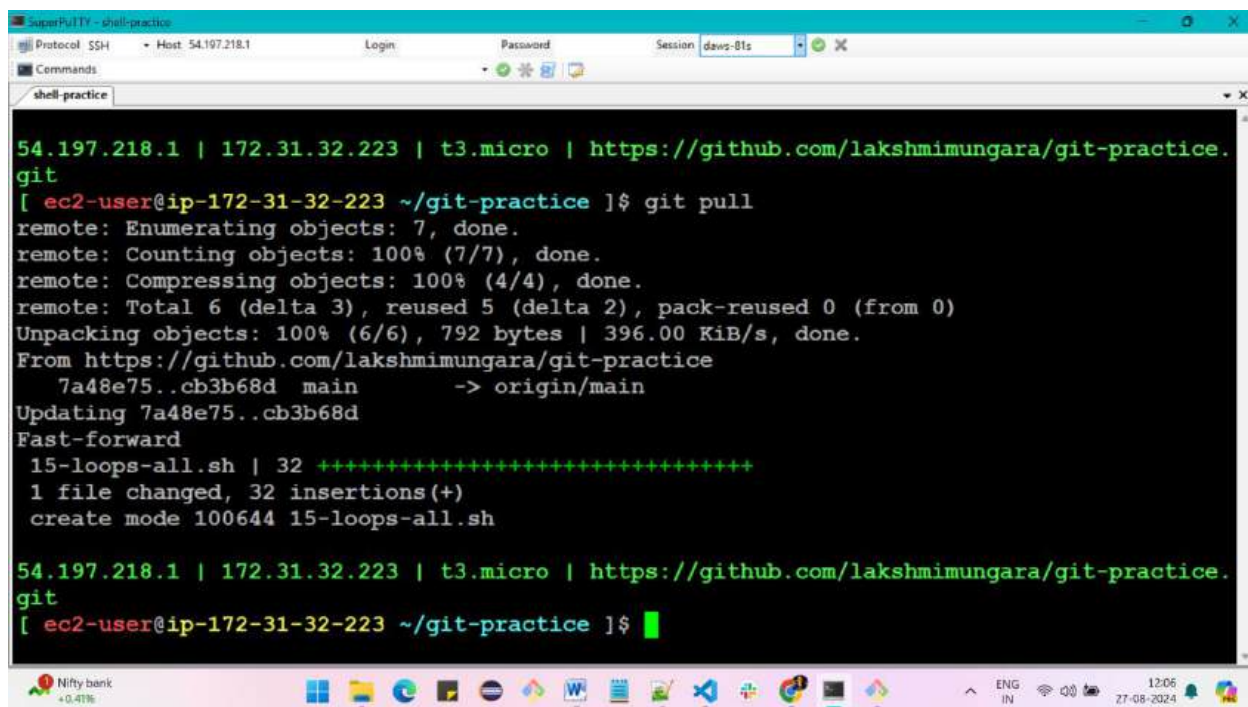 SuperPuTTY - shell-practice
Protocol SSH Host 54.197.218.1 Login Password Session daws-81s
Commands
shell-practice
54.197.218.1 | 172.31.32.223 | t3.micro | https://github.com/lakshmimungara/git-practice.
git
[ ec2-user@ip-172-31-32-223 ~/git-practice ]$ git pull
remote: Enumerating objects: 7, done.
remote: Counting objects: 100% (7/7), done.
remote: Compressing objects: 100% (4/4), done.
remote: Total 6 (delta 3), reused 5 (delta 2), pack-reused 0 (from 0)
Unpacking objects: 100% (6/6), 792 bytes | 396.00 KiB/s, done.
From https://github.com/lakshmimungara/git-practice
   7a48e75..cb3b68d  main       -> origin/main
Updating 7a48e75..cb3b68d
Fast-forward
 15-loops-all.sh | 32 ++++++++++++++++++++++++++++++++
 1 file changed, 32 insertions(+)
 create mode 100644 15-loops-all.sh
54.197.218.1 | 172.31.32.223 | t3.micro | https://github.com/lakshmimungara/git-practice.
git
[ ec2-user@ip-172-31-32-223 ~/git-practice ]$
Nifty bank
+0.41%
ENG
IN
12:06
27-08-2024